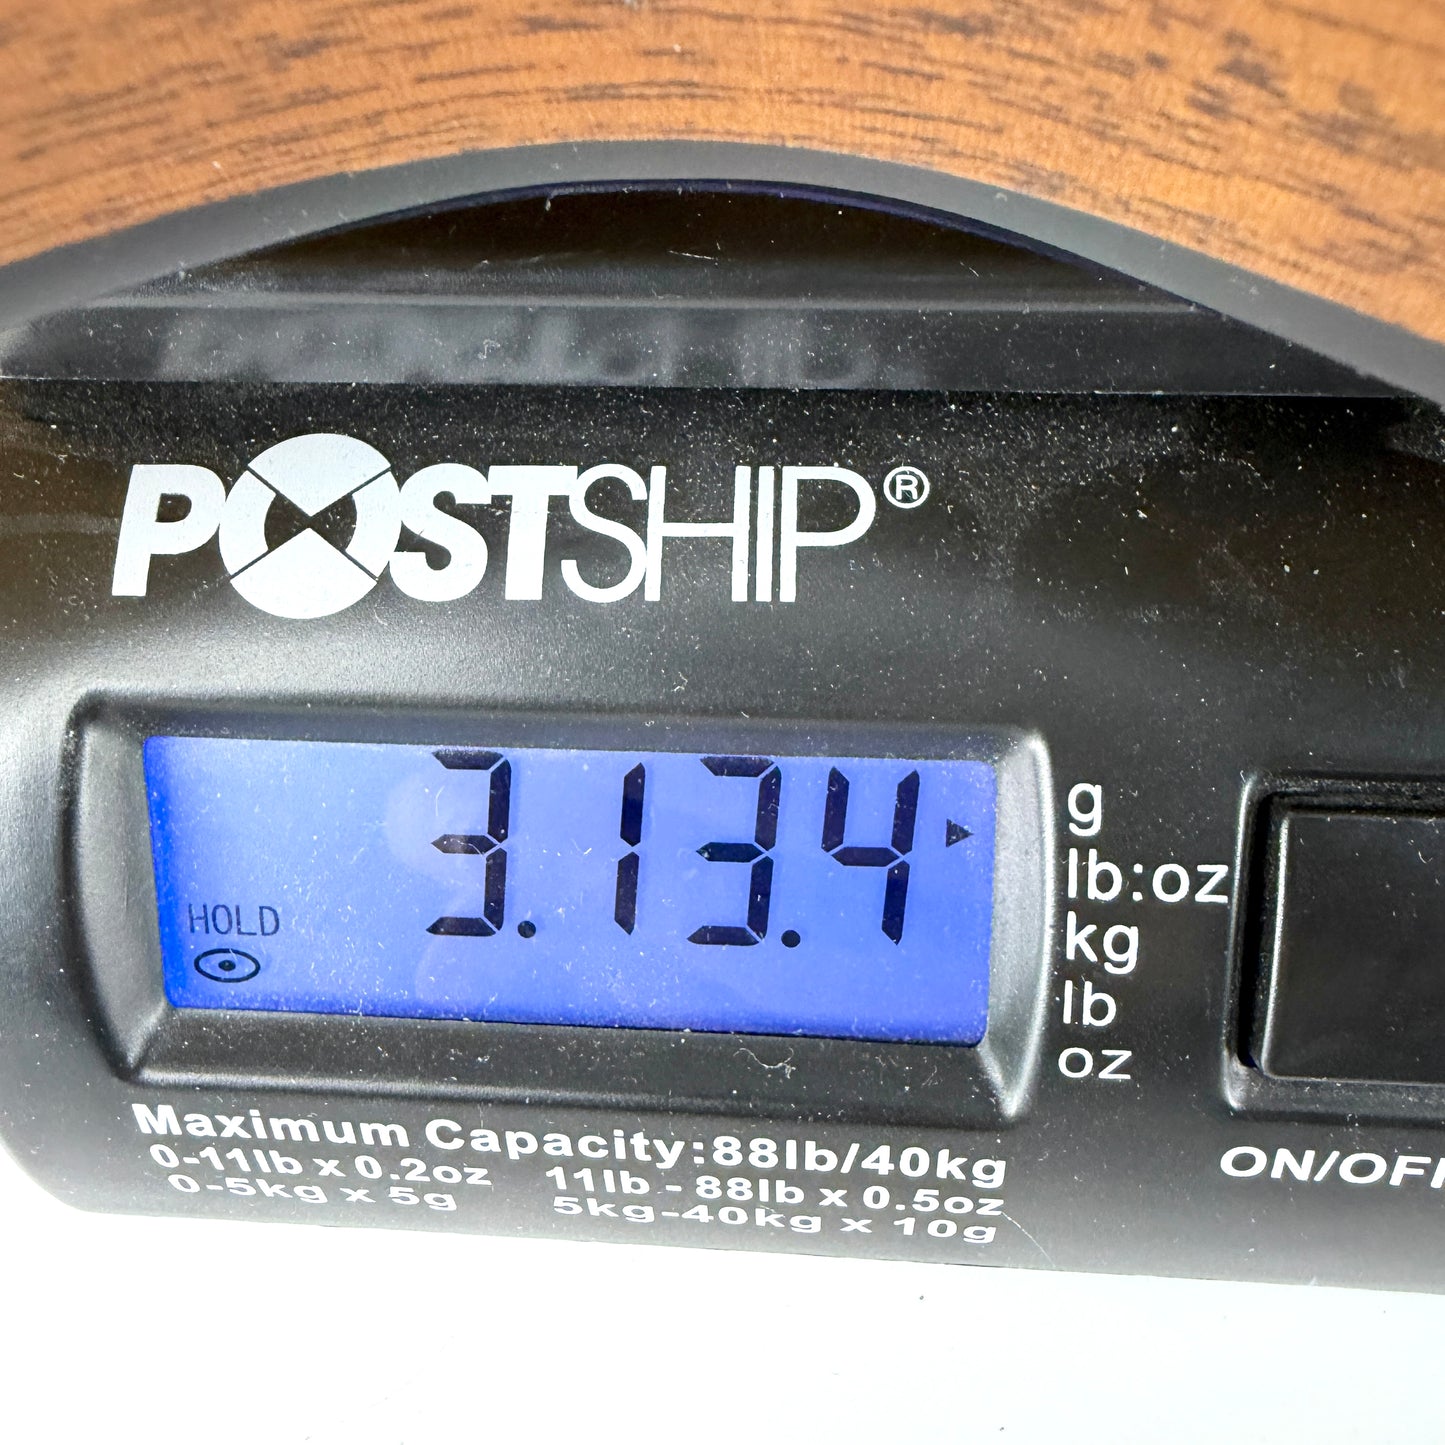 POSTSHIP®
3.13.4
HOLD
g
lb:oz
kg
lb
oz
Maximum Capacity:88lb/40kg
0-11lb x 0.2oz 11lb - 88lb x 0.5oz
0-5kg x 5g 5kg-40kg x 10g
ON/OF